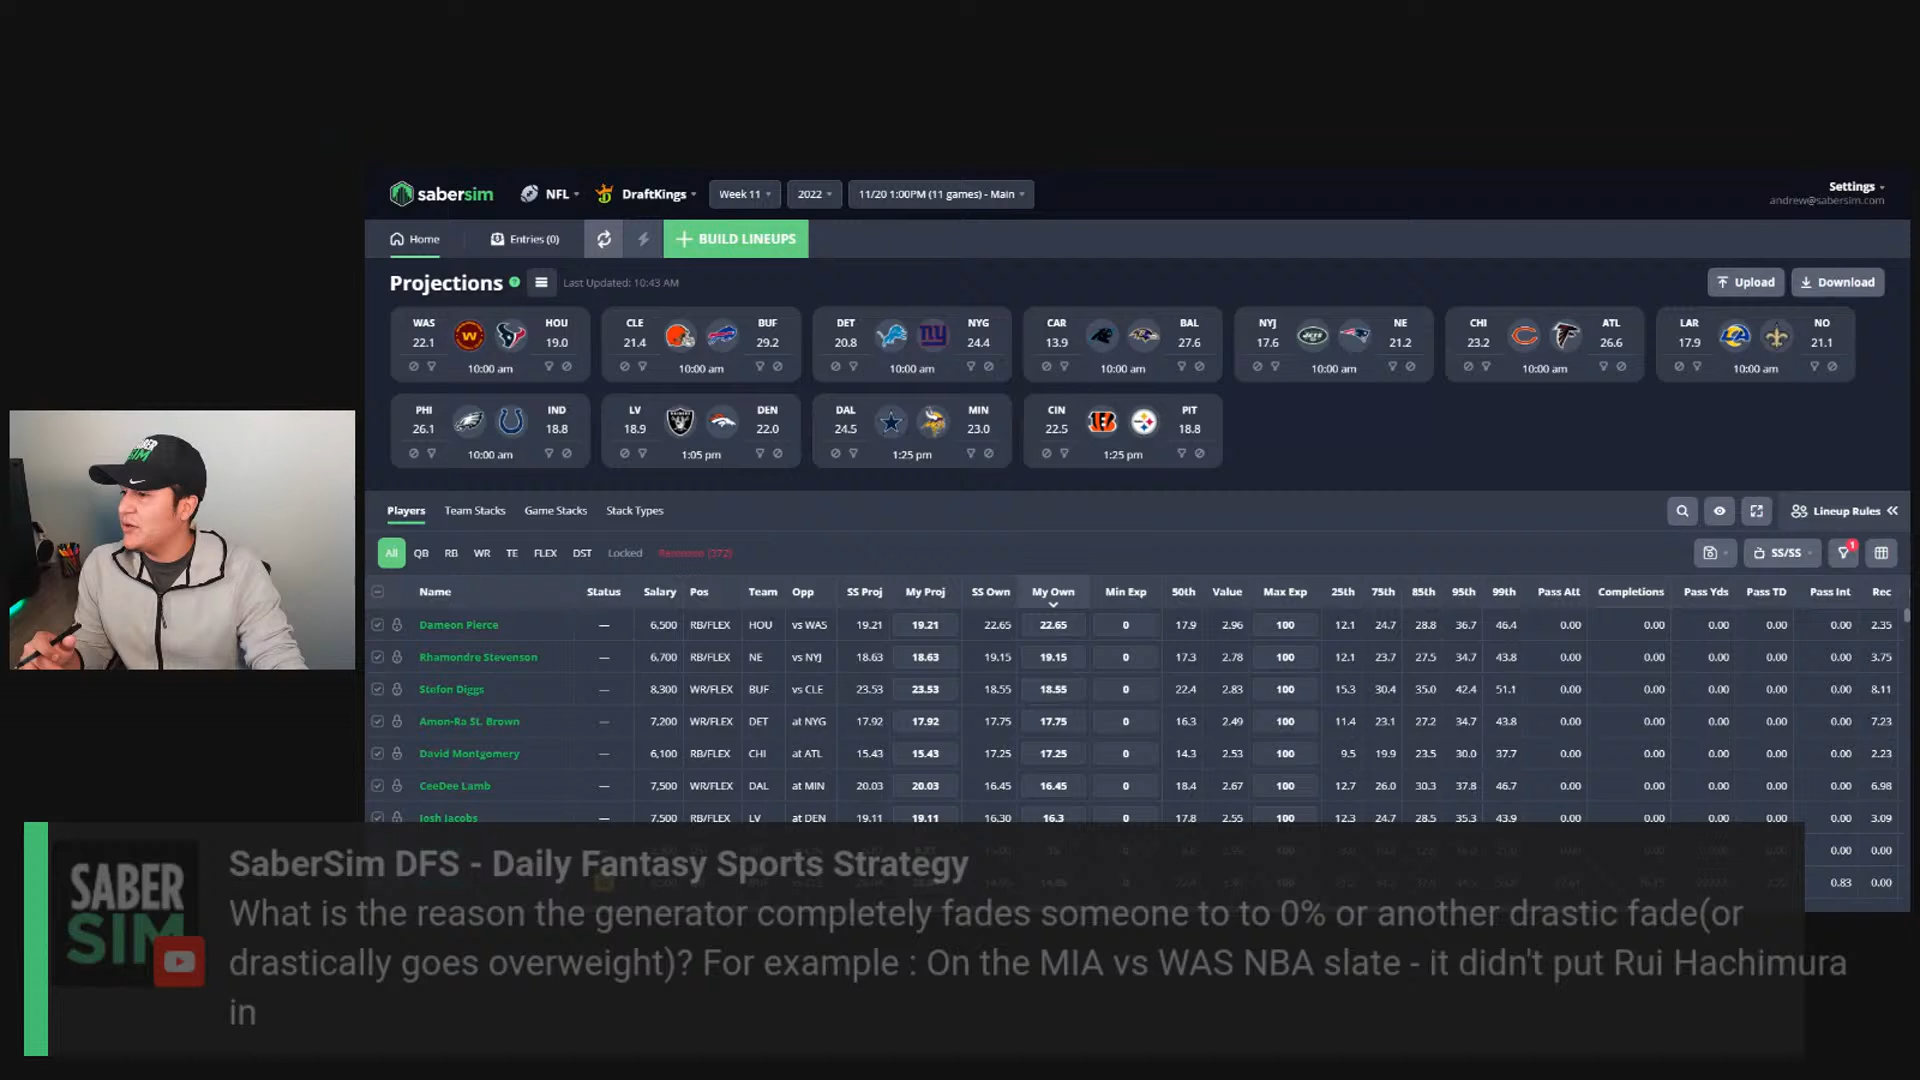 sabersim NFL DraftKings Week 11 2022 11/20 1:00PM (11 games) - Main Settings
andrew@sabersim.com
Home Entries (0) BUILD LINEUPS
Projections Last Updated: 10:43 AM Upload Download
WAS HOU CLE BUF DET NYG CAR BAL NYJ NE CHI ATL LAR NO
22.1 19.0 21.4 29.2 20.8 24.4 13.9 27.6 17.6 21.2 23.2 26.6 17.9 21.1
10:00 am 10:00 am 10:00 am 10:00 am 10:00 am 10:00 am 10:00 am
PHI IND LV DEN DAL MIN CIN PIT
26.1 18.8 18.9 22.0 24.5 23.0 22.5 18.8
10:00 am 1:05 pm 1:25 pm 1:25 pm
Players Team Stacks Game Stacks Stack Types Lineup Rules
All QB RB WR TE FLEX DST Locked SS/SS 1
Name Status Salary Pos Team Opp SS Proj My Proj SS Own My Own Min Exp 50th Value Max Exp 25th 75th 85th 95th 99th Pass Att Completions Pass Yds Pass TD Pass Int Rec
Dameon Pierce — 6,500 RB/FLEX HOU vs WAS 19.21 19.21 22.65 22.65 0 17.9 2.96 100 12.1 24.7 28.8 36.7 46.4 0.00 0.00 0.00 0.00 0.00 2.35
Rhamondre Stevenson — 6,700 RB/FLEX NE vs NYJ 18.63 18.63 19.15 19.15 0 17.3 2.78 100 12.1 23.7 27.5 34.7 43.8 0.00 0.00 0.00 0.00 0.00 3.75
Stefon Diggs — 8,300 WR/FLEX BUF vs CLE 23.53 23.53 18.55 18.55 0 22.4 2.83 100 15.3 30.4 35.0 42.4 51.1 0.00 0.00 0.00 0.00 0.00 8.11
Amon-Ra St. Brown — 7,200 WR/FLEX DET at NYG 17.92 17.92 17.75 17.75 0 16.3 2.49 100 11.4 23.1 27.2 34.7 43.8 0.00 0.00 0.00 0.00 0.00 7.23
David Montgomery — 6,100 RB/FLEX CHI at ATL 15.43 15.43 17.25 17.25 0 14.3 2.53 100 9.5 19.9 23.5 30.0 37.7 0.00 0.00 0.00 0.00 0.00 2.23
CeeDee Lamb — 7,500 WR/FLEX DAL at MIN 20.03 20.03 16.45 16.45 0 18.4 2.67 100 12.7 26.0 30.3 37.8 46.7 0.00 0.00 0.00 0.00 0.00 6.98
Josh Jacobs — 7,500 RB/FLEX LV at DEN 19.11 19.11 16.30 16.3 0 17.8 2.55 100 12.3 24.7 28.5 35.3 43.9 0.00 0.00 0.00 0.00 0.00 3.09
0.00 0.00
0.83 0.00
SABER
SIM
SABER
SIM
SaberSim DFS - Daily Fantasy Sports Strategy
What is the reason the generator completely fades someone to to 0% or another drastic fade(or
drastically goes overweight)? For example : On the MIA vs WAS NBA slate - it didn't put Rui Hachimura
in